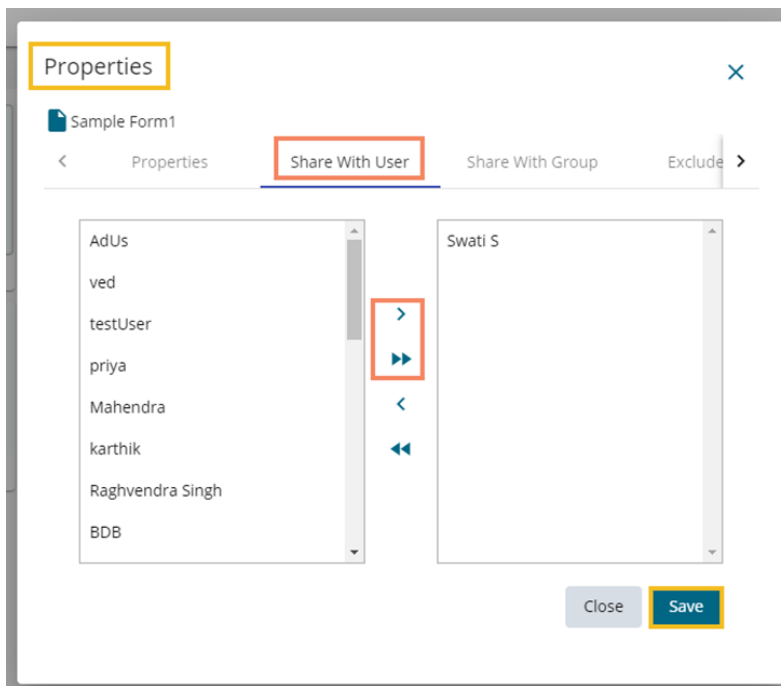 Properties
Sample Form1
Properties Share With User Share With Group Exclude
AdUs
ved
testUser
priya
Mahendra
karthik
Raghvendra Singh
BDB
Swati S
Close Save